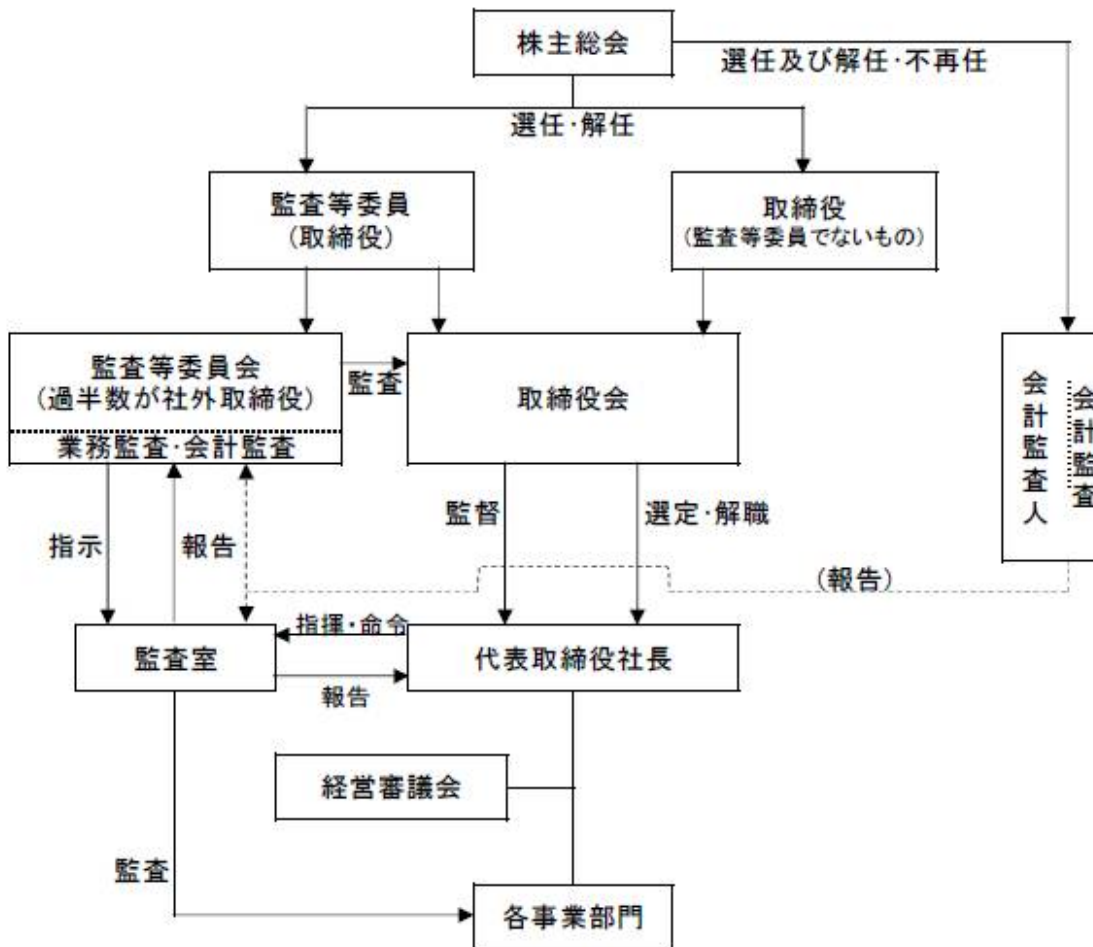 株主総会
選任及び解任・不再任
選任・解任
監査等委員
(取締役)
取締役
(監査等委員でないもの)
監査等委員会
(過半数が社外取締役)
業務監査・会計監査
監査
取締役会
会計監査人
会計監査
指示
報告
監督
選定・解職
(報告)
監査室
指揮・命令
報告
代表取締役社長
経営審議会
監査
各事業部門